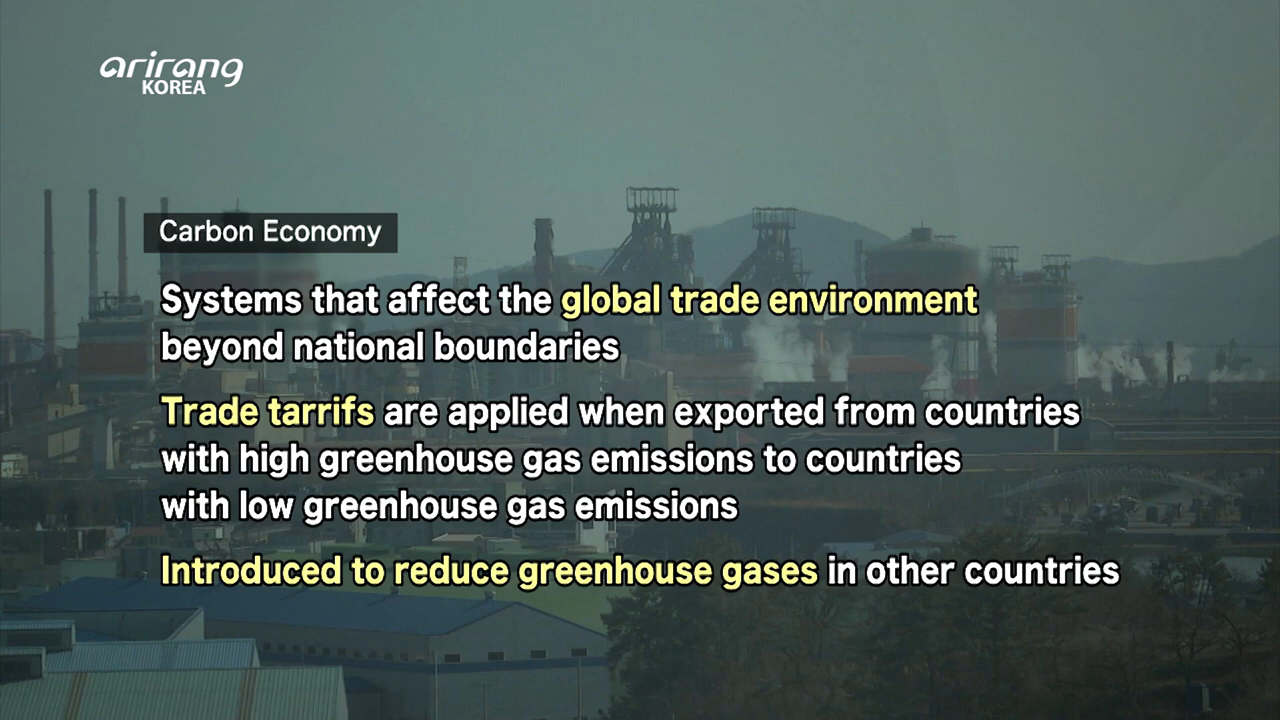 arirang
KOREA
Carbon Economy
Systems that affect the global trade environment
beyond national boundaries
Trade tarrifs are applied when exported from countries
with high greenhouse gas emissions to countries
with low greenhouse gas emissions
Introduced to reduce greenhouse gases in other countries